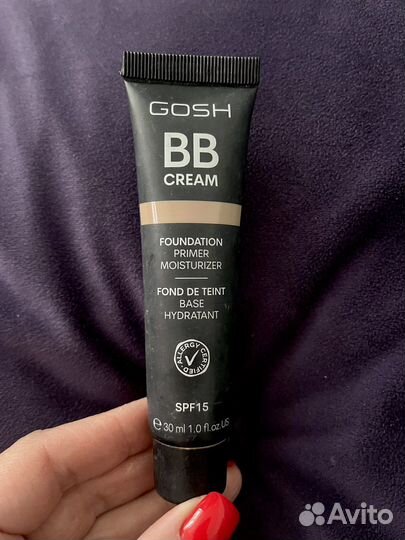 GOSH
BB
CREAM
FOUNDATION
PRIMER
MOISTURIZER
FOND DE TEINT
BASE
HYDRATANT
ALLERGY CERTIFIED
SPF15
℮ 30 ml 1.0 fl.oz.US
Avito